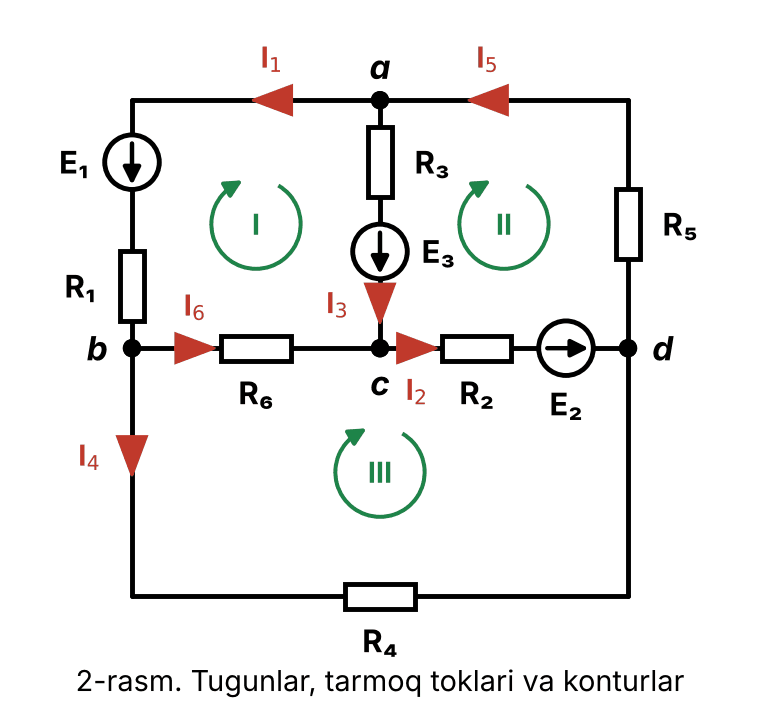 I₁
a
I₅
E₁
R₃
I
II
E₃
R₅
R₁
I₆
I₃
b
c
d
R₆
I₂
R₂
E₂
I₄
III
R₄
2-rasm. Tugunlar, tarmoq toklari va konturlar